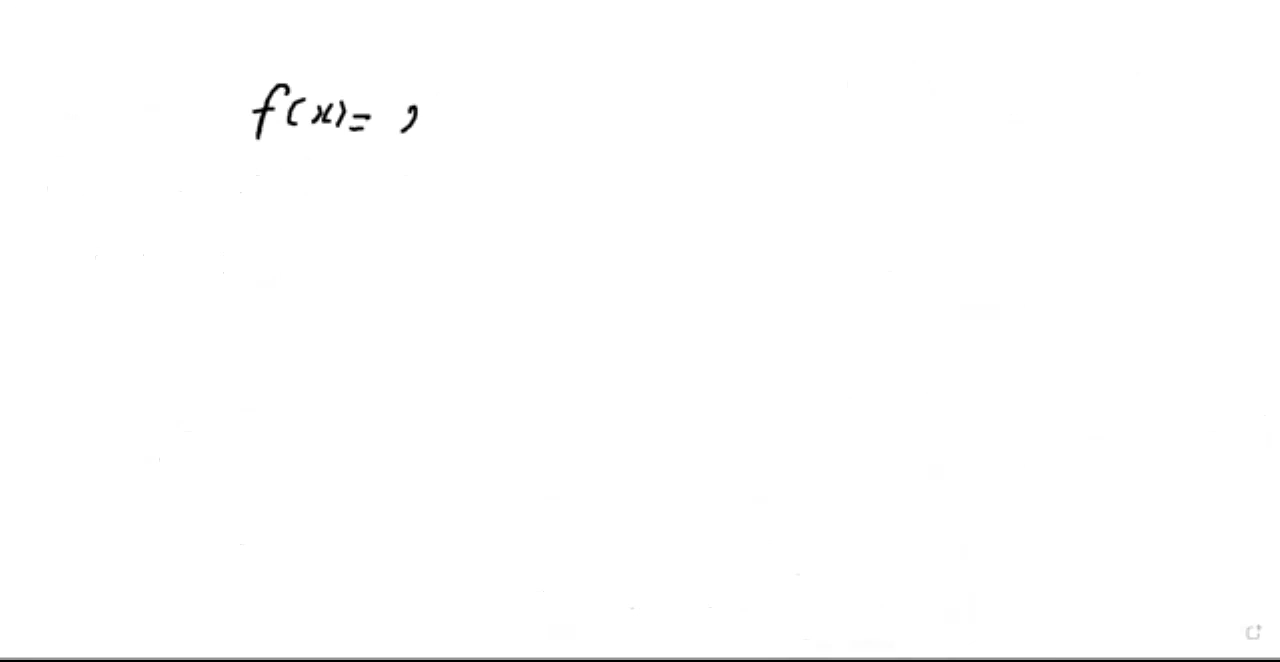 f(x)= ,